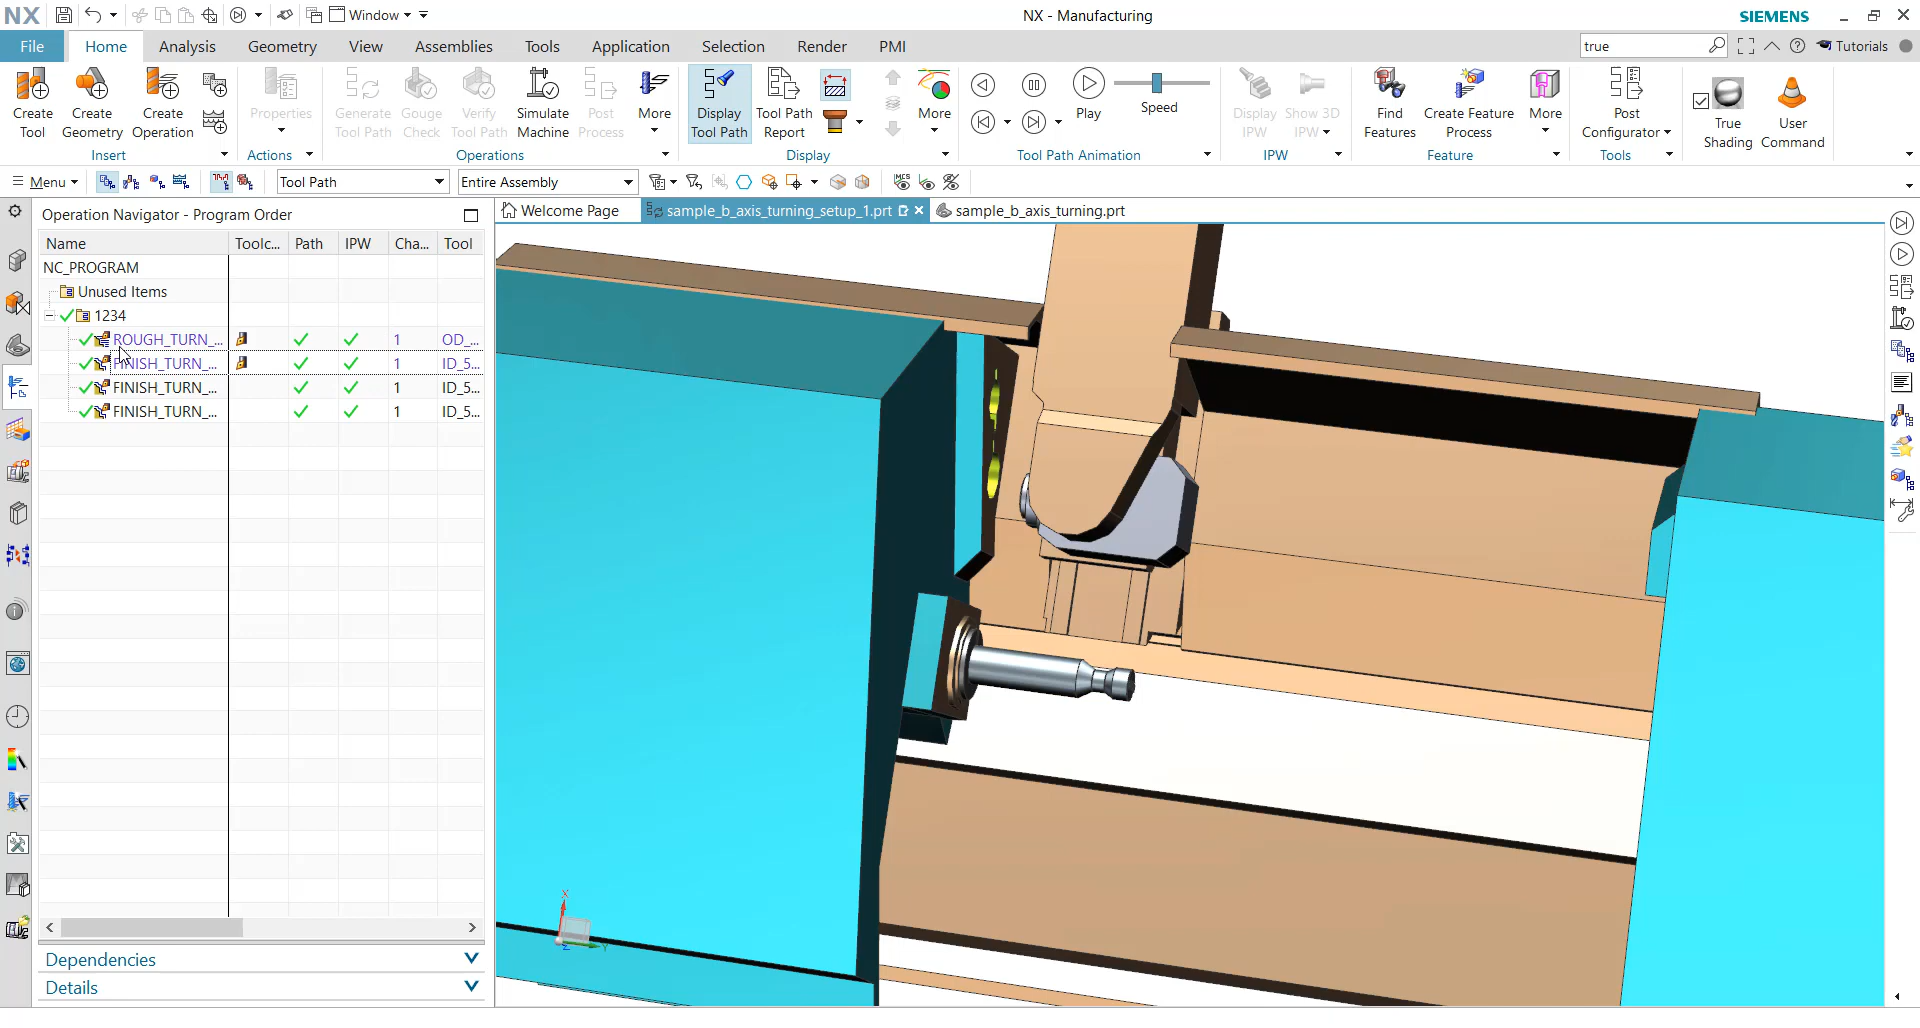 NX
Window
NX - Manufacturing
SIEMENS
File
Home
Analysis
Geometry
View
Assemblies
Tools
Application
Selection
Render
PMI
true
Tutorials
Create Tool
Create Geometry
Create Operation
Properties
Generate Tool Path
Gouge Check
Verify Tool Path
Simulate Machine
Post Process
More
Display Tool Path
Tool Path Report
More
Play
Speed
Display IPW
Show 3D IPW
Find Features
Create Feature Process
More
Post Configurator
True Shading
User Command
Insert
Actions
Operations
Display
Tool Path Animation
IPW
Feature
Tools
Menu
Tool Path
Entire Assembly
MCS
Operation Navigator - Program Order
Welcome Page
sample_b_axis_turning_setup_1.prt
sample_b_axis_turning.prt
Name
Toolc...
Path
IPW
Cha...
Tool
NC_PROGRAM
Unused Items
1234
ROUGH_TURN_...
1
OD_...
FINISH_TURN_...
1
ID_5...
FINISH_TURN_...
1
ID_5...
FINISH_TURN_...
1
ID_5...
X
Y
Z
Dependencies
Details